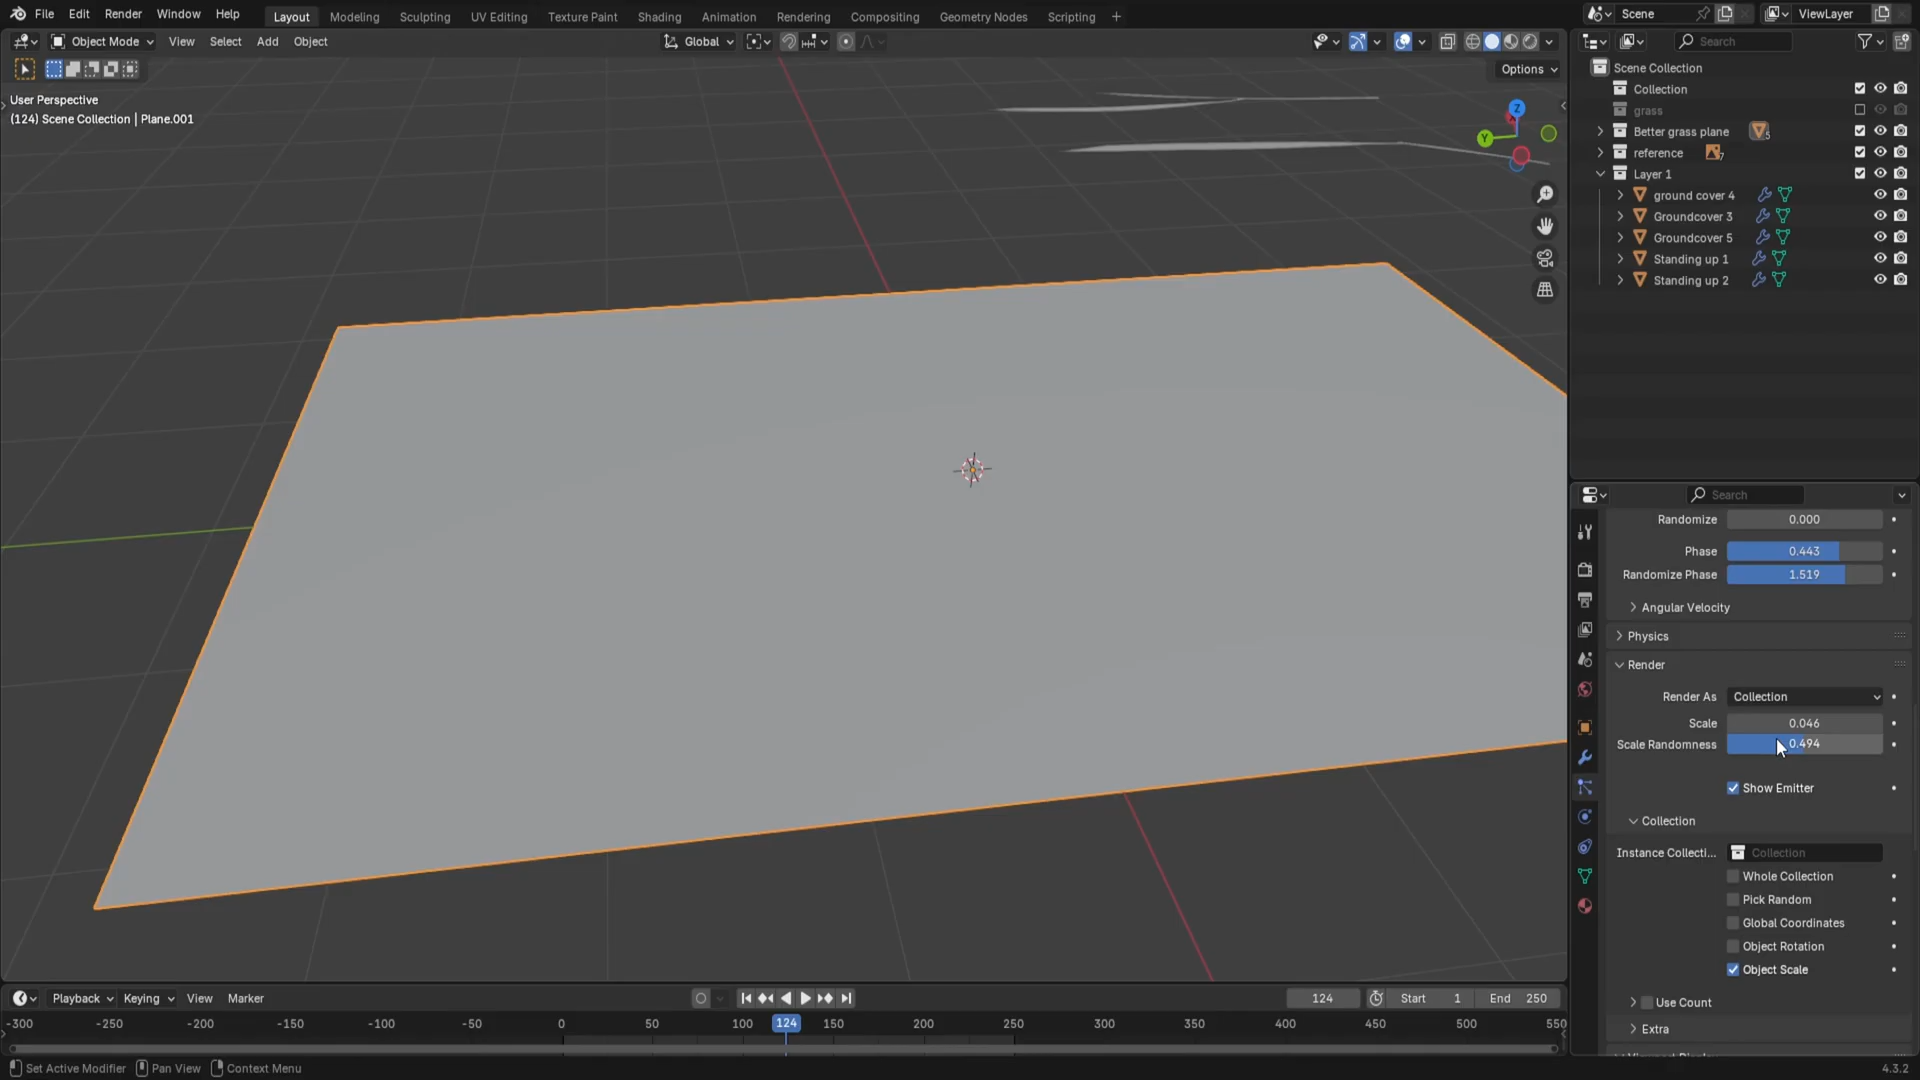 File Edit Render Window Help
Layout Modeling Sculpting UV Editing Texture Paint Shading Animation Rendering Compositing Geometry Nodes Scripting +
Scene
ViewLayer
Object Mode View Select Add Object
Global
Search
Options
User Perspective
(124) Scene Collection | Plane.001
Z
Y
Scene Collection
Collection
grass
Better grass plane 5
reference 7
Layer 1
ground cover 4
Groundcover 3
Groundcover 5
Standing up 1
Standing up 2
Search
Randomize 0.000
Phase 0.443
Randomize Phase 1.519
Angular Velocity
Physics
Render
Render As Collection
Scale 0.046
Scale Randomness 0.494
Show Emitter
Collection
Instance Collecti... Collection
Whole Collection
Pick Random
Global Coordinates
Object Rotation
Object Scale
Use Count
Extra
Playback Keying View Marker
124 Start 1 End 250
-300 -250 -200 -150 -100 -50 0 50 100 124 150 200 250 300 350 400 450 500 550
Set Active Modifier Pan View Context Menu
4.3.2